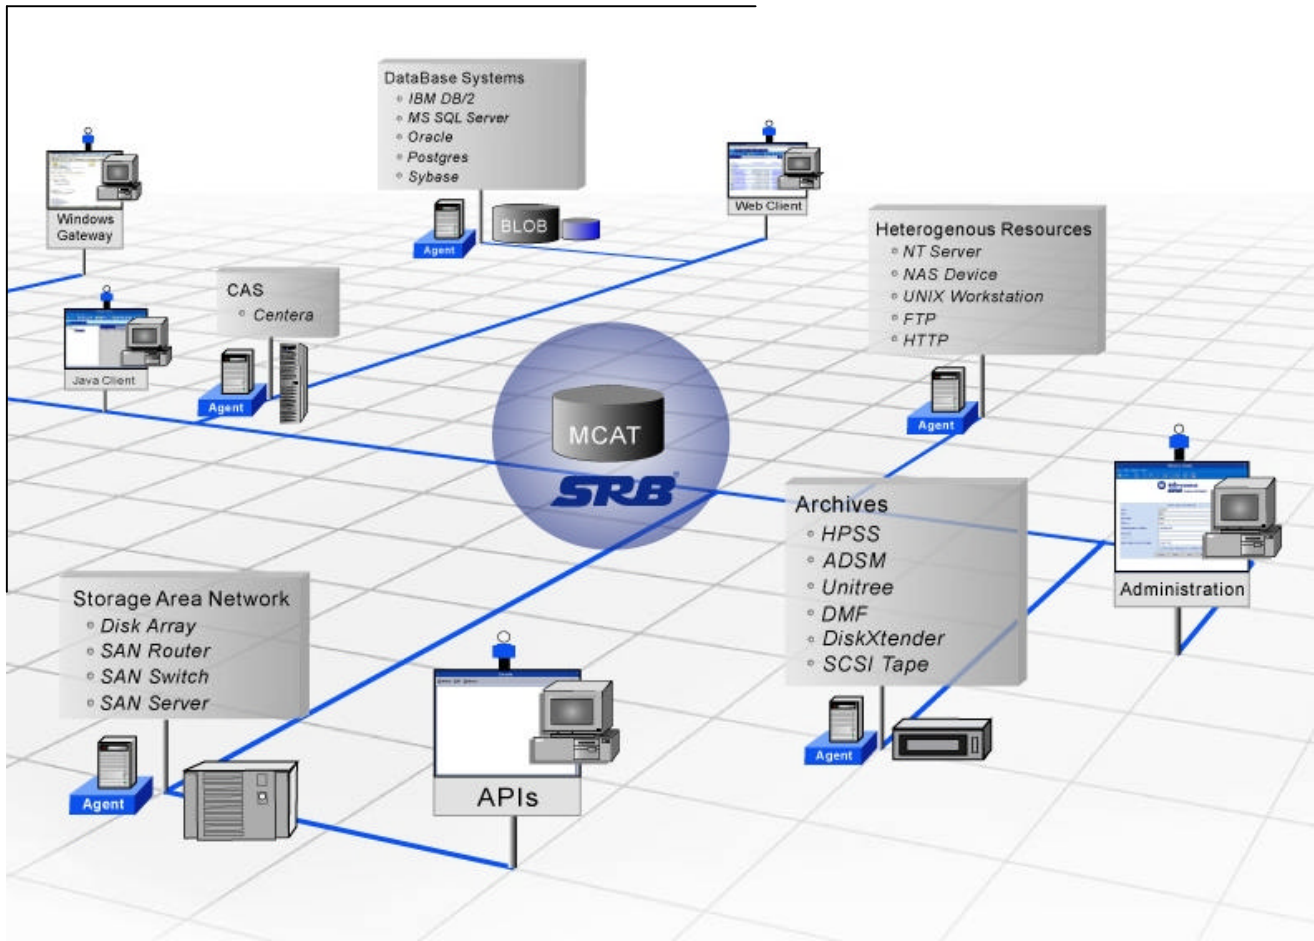 DataBase Systems
IBM DB/2
MS SQL Server
Oracle
Postgres
Sybase
Agent
BLOB
Web Client
Windows
Gateway
Heterogenous Resources
NT Server
NAS Device
UNIX Workstation
FTP
HTTP
Agent
CAS
Centera
Agent
Java Client
MCAT
SRB
Archives
HPSS
ADSM
Unitree
DMF
DiskXtender
SCSI Tape
Agent
Administration
Storage Area Network
Disk Array
SAN Router
SAN Switch
SAN Server
Agent
APIs